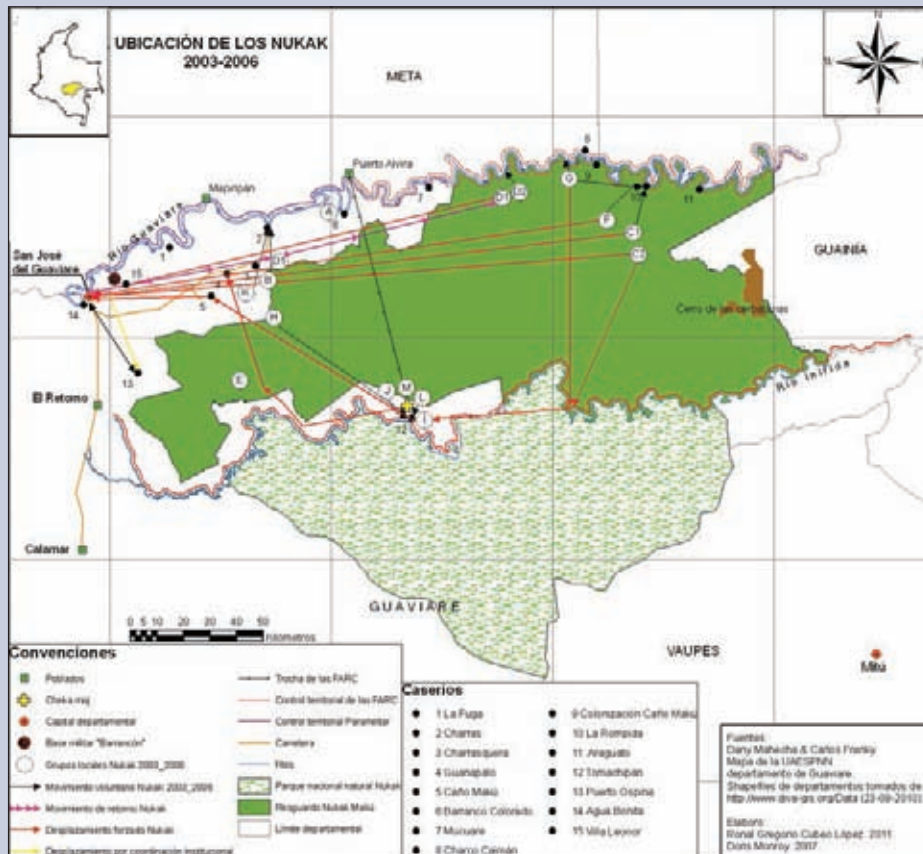 UBICACIÓN DE LOS NUKAK
2003-2006
N
META
Puerto Alvira
Mapiripán
Río Guaviare
San José
del Guaviare
GUAINÍA
Cerro de las cerbatanas
Río Inírida
El Retorno
Calamar
GUAVIARE
VAUPES
Mitú
0 5 10 20 30 40 50
Kilometros
Convenciones
Poblados
Capital departamental
Base militar "Barrancón"
Grupos locales Nukak 2003_2006
Movimiento voluntario Nukak 2003_2006
Movimiento de retorno Nukak
Desplazamiento forzado Nukak
Desplazamiento por coordinación institucional
Trocha de las FARC
Control territorial de las FARC
Control territorial Paramilitar
Carretera
Ríos
Parque nacional natural Nukak
Resguardo Nukak Makú
Límite departamental
Caseríos
1 La Fuga
2 Charras
3 Charrasquera
4 Guanapalo
5 Caño Makú
6 Barranco Colorado
7 Mucuare
8 Charco Caimán
9 Colonización Caño Makú
10 La Rompida
11 Araguato
12 Tomachipán
13 Puerto Ospina
14 Agua Bonita
15 Villa Leonor
Fuentes:
Dany Mahecha & Carlos Franky
Mapa de la UAESPNN
departamento de Guaviare.
Shapefiles de departamentos tomados de
http://www.diva-gis.org/Data (23-09-2010)
Elaboró:
Ronal Gregorio Cubeo López. 2011
Doris Monroy. 2007